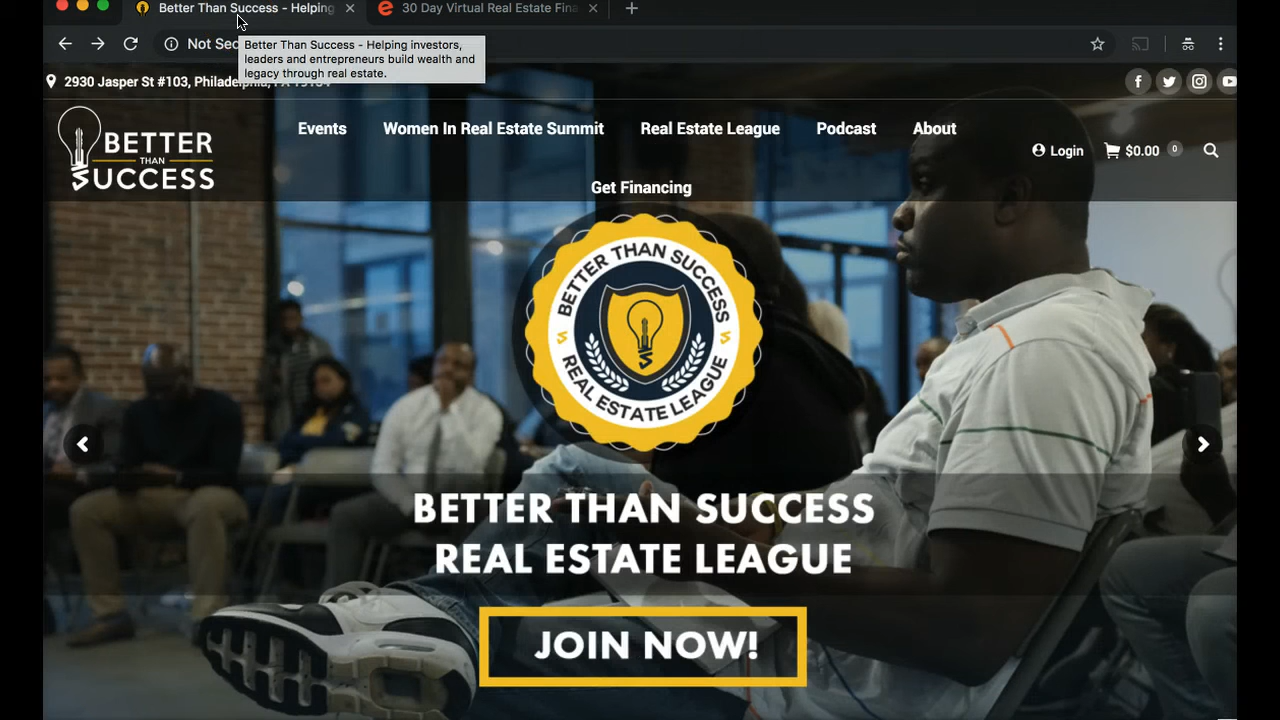 Better Than Success - Helping
30 Day Virtual Real Estate Fina
Not Sec
Better Than Success - Helping investors,
leaders and entrepreneurs build wealth and
legacy through real estate.
2930 Jasper St #103, Philadelphia, PA 19134
BETTER
THAN
SUCCESS
Events
Women In Real Estate Summit
Real Estate League
Podcast
About
Login
$0.00
0
Get Financing
BETTER THAN SUCCESS
REAL ESTATE LEAGUE
BETTER THAN SUCCESS
REAL ESTATE LEAGUE
JOIN NOW!